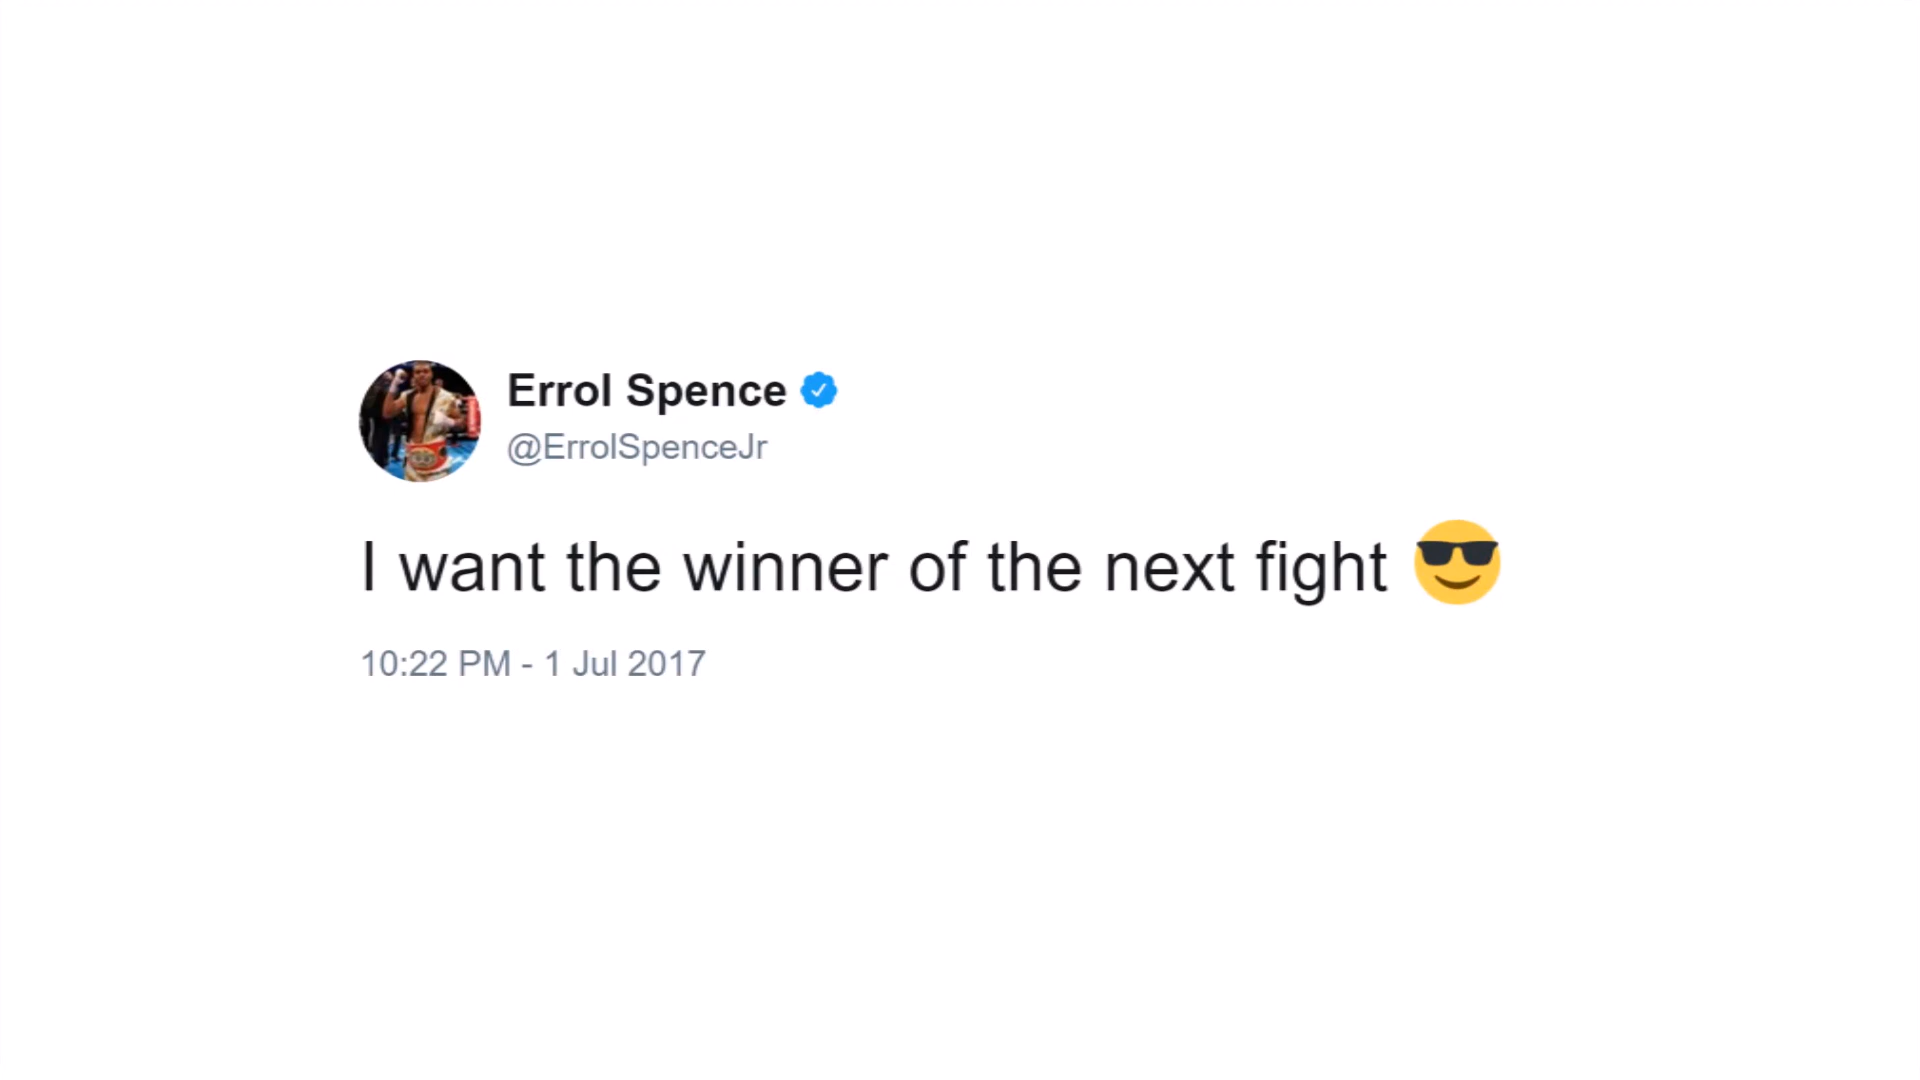 Errol Spence
@ErrolSpenceJr
I want the winner of the next fight 😎
10:22 PM - 1 Jul 2017